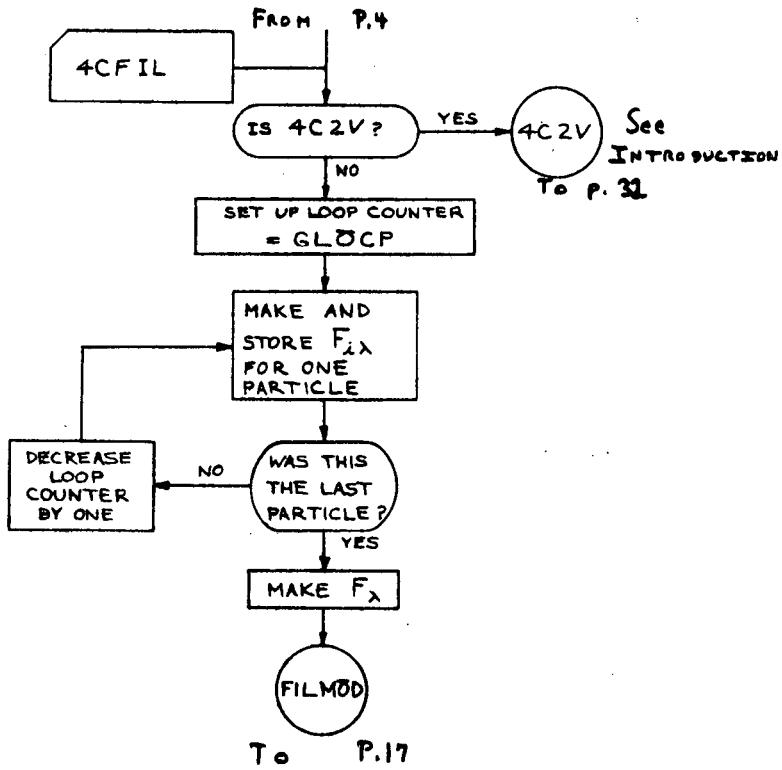 FROM P.4
4CFIL
IS 4C2V?
YES
4C2V
See
INTRODUCTION
To p. 32
NO
SET UP LOOP COUNTER
= GLŌCP
MAKE AND
STORE Fiλ
FOR ONE
PARTICLE
DECREASE
LOOP
COUNTER
BY ONE
NO
WAS THIS
THE LAST
PARTICLE?
YES
MAKE Fλ
FILMŌD
To P.17